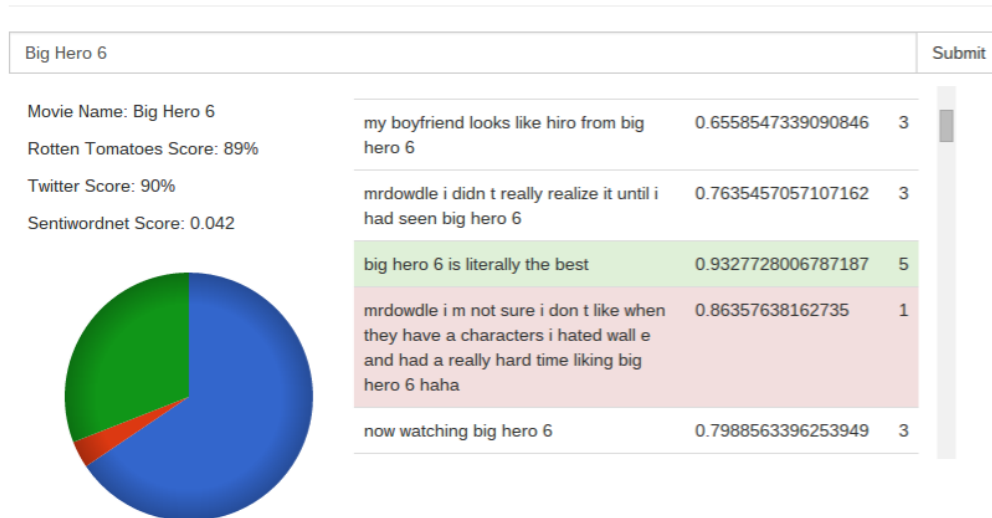 Big Hero 6 Submit
Movie Name: Big Hero 6
Rotten Tomatoes Score: 89%
Twitter Score: 90%
Sentiwordnet Score: 0.042
my boyfriend looks like hiro from big 0.6558547339090846 3
hero 6
mrdowdle i didn t really realize it until i 0.7635457057107162 3
had seen big hero 6
big hero 6 is literally the best 0.9327728006787187 5
mrdowdle i m not sure i don t like when 0.86357638162735 1
they have a characters i hated wall e
and had a really hard time liking big
hero 6 haha
now watching big hero 6 0.7988563396253949 3